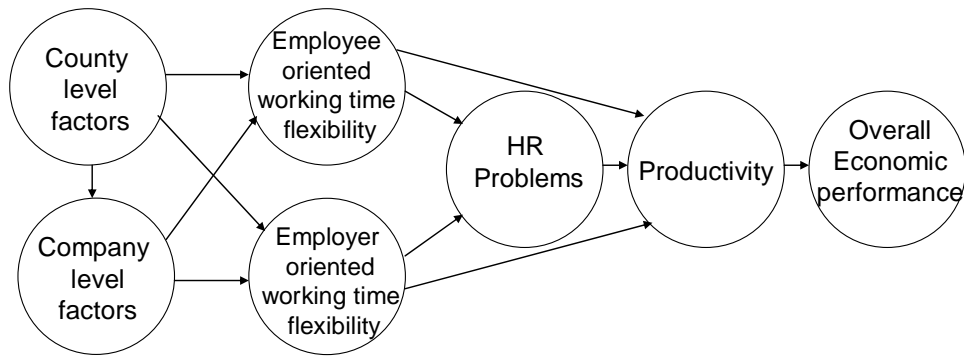 County
level
factors
Employee
oriented
working time
flexibility
Company
level
factors
Employer
oriented
working time
flexibility
HR
Problems
Productivity
Overall
Economic
performance